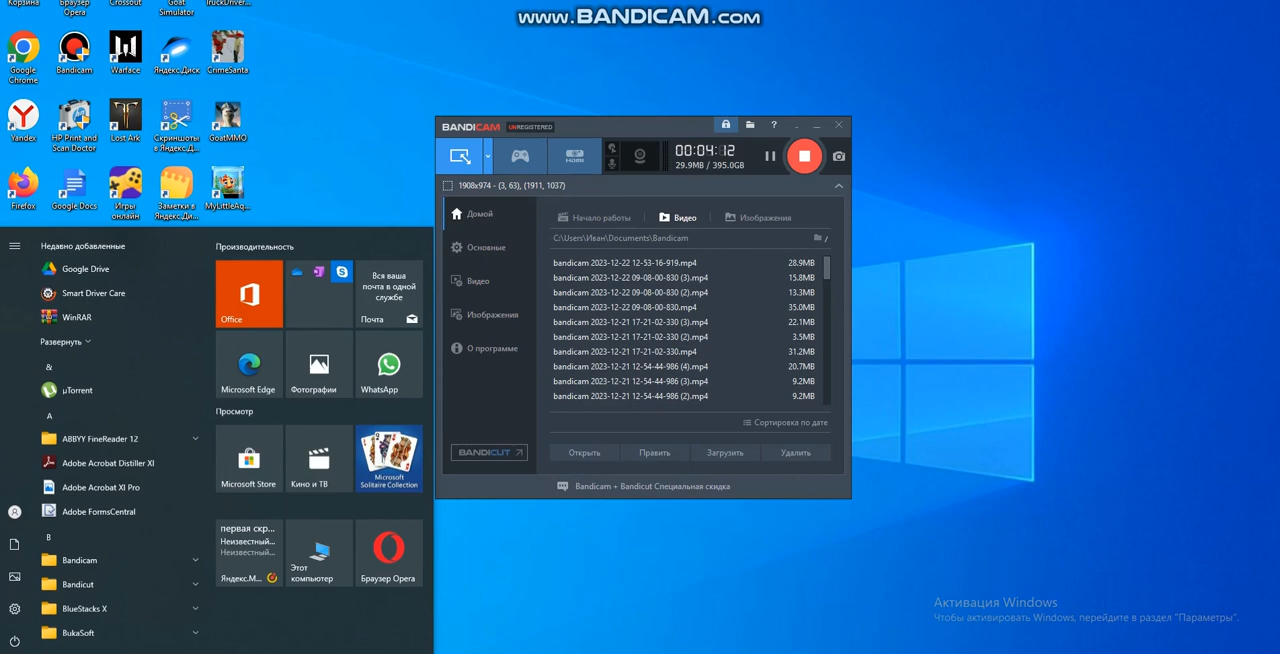 www.BANDICAM.com
Корзина
Браузер Opera
Crossout
Goat Simulator
TruckDriver...
Google Chrome
Bandicam
Warface
Яндекс.Диск
CrimeSanta
Yandex
HP Print and Scan Doctor
Lost Ark
Скриншоты в Яндекс.Д...
GoatMMO
Firefox
Google Docs
Игры онлайн
Заметки в Яндекс.Ди...
MyLittleAq...
Недавно добавленные
Google Drive
Smart Driver Care
WinRAR
Развернуть
&
µTorrent
A
ABBYY FineReader 12
Adobe Acrobat Distiller XI
Adobe Acrobat XI Pro
Adobe FormsCentral
B
Bandicam
Bandicut
BlueStacks X
BukaSoft
Производительность
Office
Вся ваша
почта в одной
службе
Почта
Microsoft Edge
Фотографии
WhatsApp
Просмотр
Microsoft Store
Кино и ТВ
Microsoft
Solitaire Collection
первая скр...
Неизвестный...
Неизвестный...
Яндекс.М...
Этот
компьютер
Браузер Opera
BANDICAM UNREGISTERED
HDMI
00:04:12
29.9MB / 395.0GB
1908x974 - (3, 63), (1911, 1037)
Домой
Основные
Видео
Изображения
О программе
BANDICUT
Начало работы
Видео
Изображения
C:\Users\Иван\Documents\Bandicam
bandicam 2023-12-22 12-53-16-919.mp4 28.9MB
bandicam 2023-12-22 09-08-00-830 (3).mp4 15.8MB
bandicam 2023-12-22 09-08-00-830 (2).mp4 13.3MB
bandicam 2023-12-22 09-08-00-830.mp4 35.0MB
bandicam 2023-12-21 17-21-02-330 (3).mp4 22.1MB
bandicam 2023-12-21 17-21-02-330 (2).mp4 3.5MB
bandicam 2023-12-21 17-21-02-330.mp4 31.2MB
bandicam 2023-12-21 12-54-44-986 (4).mp4 20.7MB
bandicam 2023-12-21 12-54-44-986 (3).mp4 9.2MB
bandicam 2023-12-21 12-54-44-986 (2).mp4 9.2MB
Сортировка по дате
Открыть
Править
Загрузить
Удалить
Bandicam + Bandicut Специальная скидка
Активация Windows
Чтобы активировать Windows, перейдите в раздел "Параметры".